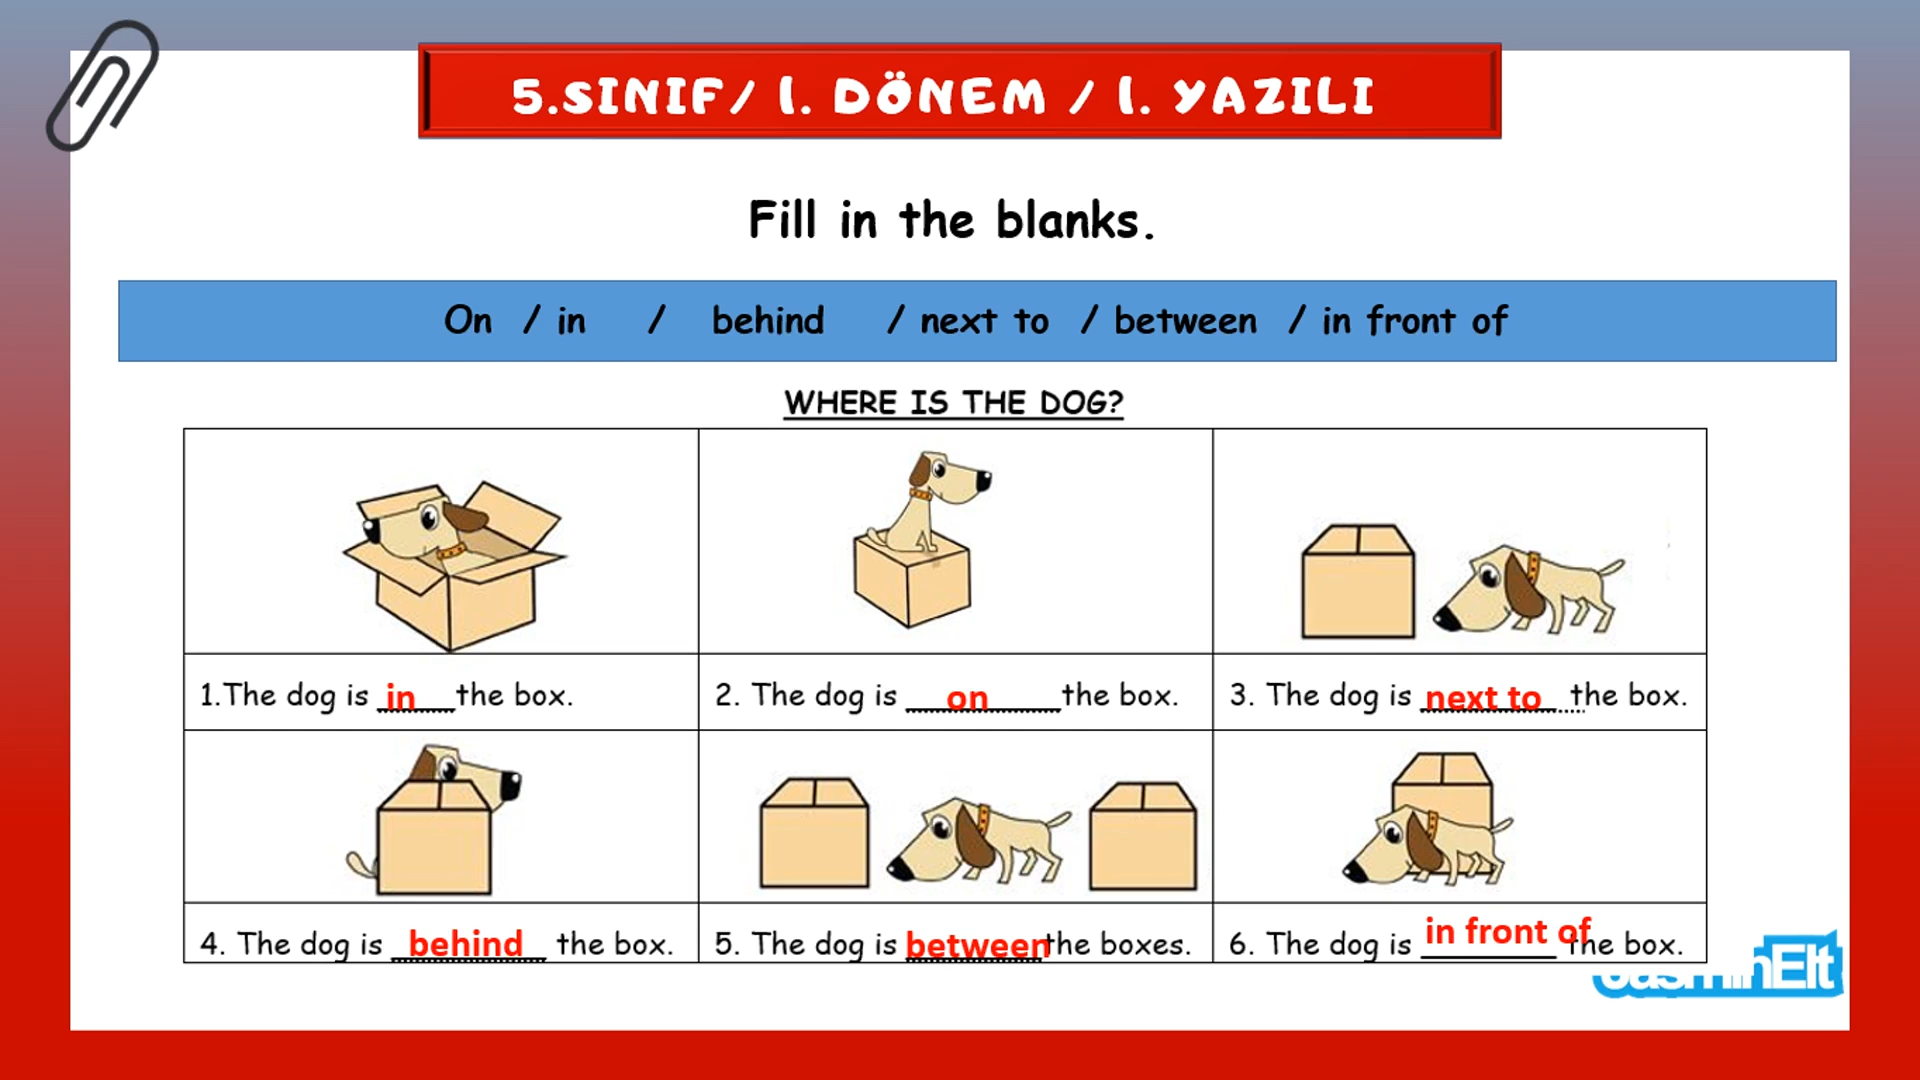 5.SINIF/ 1. DÖNEM / 1. YAZILI
Fill in the blanks.
On / in / behind / next to / between / in front of
WHERE IS THE DOG?
1.The dog is in the box.
2. The dog is on the box.
3. The dog is next to the box.
4. The dog is behind the box.
5. The dog is between the boxes.
6. The dog is in front of the box.